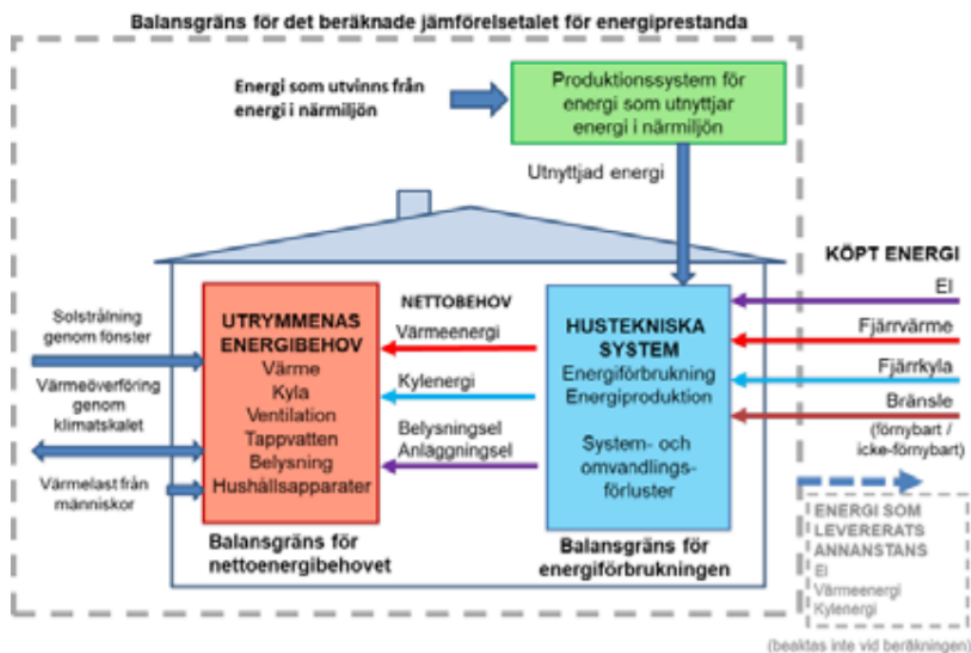 Balansgräns för det beräknade jämförelsetalet för energiprestanda
Energi som utvinns från
energi i närmiljön
Produktionssystem för
energi som utnyttjar
energi i närmiljön
Utnyttjad energi
KÖPT ENERGI
El
Fjärrvärme
Fjärrkyla
Bränsle
(förnybart /
icke-förnybart)
Solstrålning
genom fönster
Värmeöverföring
genom
klimatskalet
Värmelast från
människor
UTRYMMENAS
ENERGIBEHOV
Värme
Kyla
Ventilation
Tappvatten
Belysning
Hushållsapparater
Balansgräns för
nettoenergibehovet
NETTOBEHOV
Värmeenergi
Kylenergi
Belysningsel
Anläggningsel
HUSTEKNISKA
SYSTEM
Energiförbrukning
Energiproduktion
System- och
omvandlings-
förluster
Balansgräns för
energiförbrukningen
ENERGI SOM
LEVERERATS
ANNANSTANS
El
Värmeenergi
Kylenergi
(beaktas inte vid beräkningen)